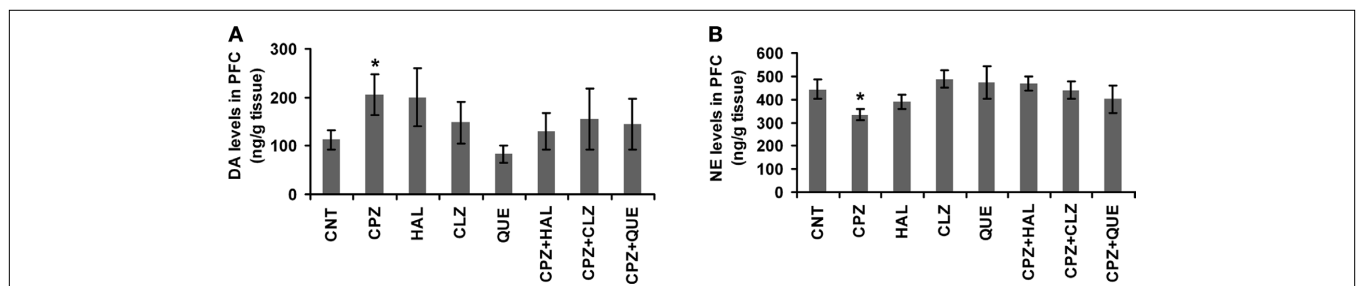 A
DA levels in PFC
(ng/g tissue)
300
200
100
0
*
CNT
CPZ
HAL
CLZ
QUE
CPZ+HAL
CPZ+CLZ
CPZ+QUE
B
NE levels in PFC
(ng/g tissue)
600
500
400
300
200
100
0
*
CNT
CPZ
HAL
CLZ
QUE
CPZ+HAL
CPZ+CLZ
CPZ+QUE